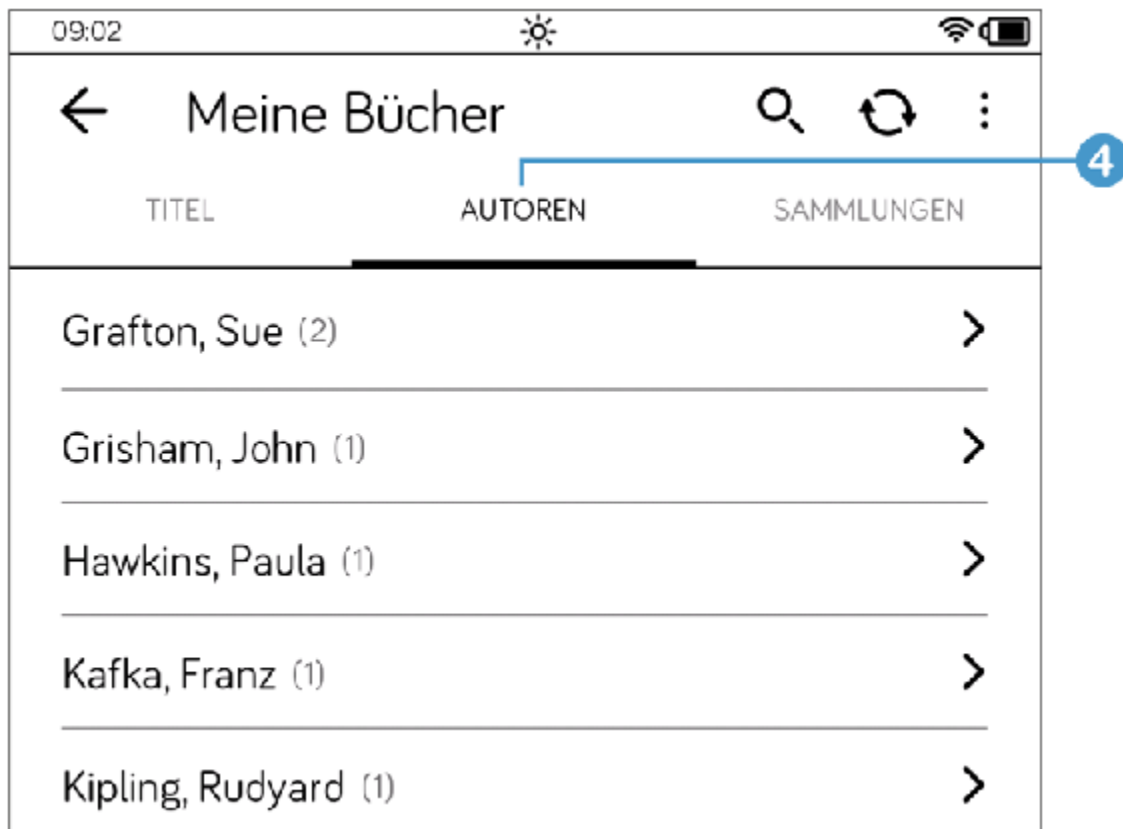 09:02
Meine Bücher
4
TITEL AUTOREN SAMMLUNGEN
Grafton, Sue (2)
Grisham, John (1)
Hawkins, Paula (1)
Kafka, Franz (1)
Kipling, Rudyard (1)